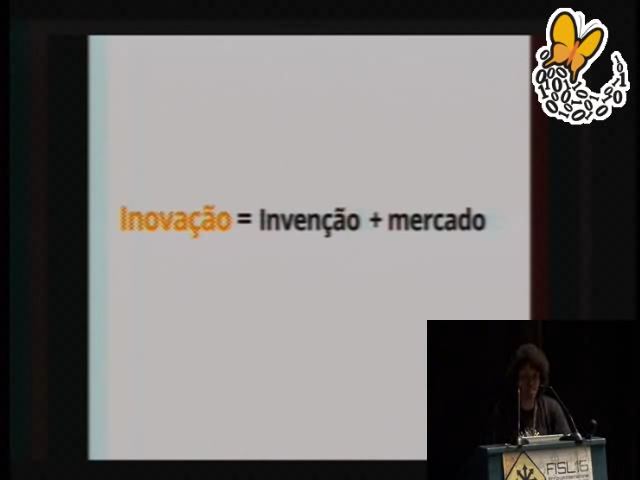 Inovação = Invenção + mercado
FISL16